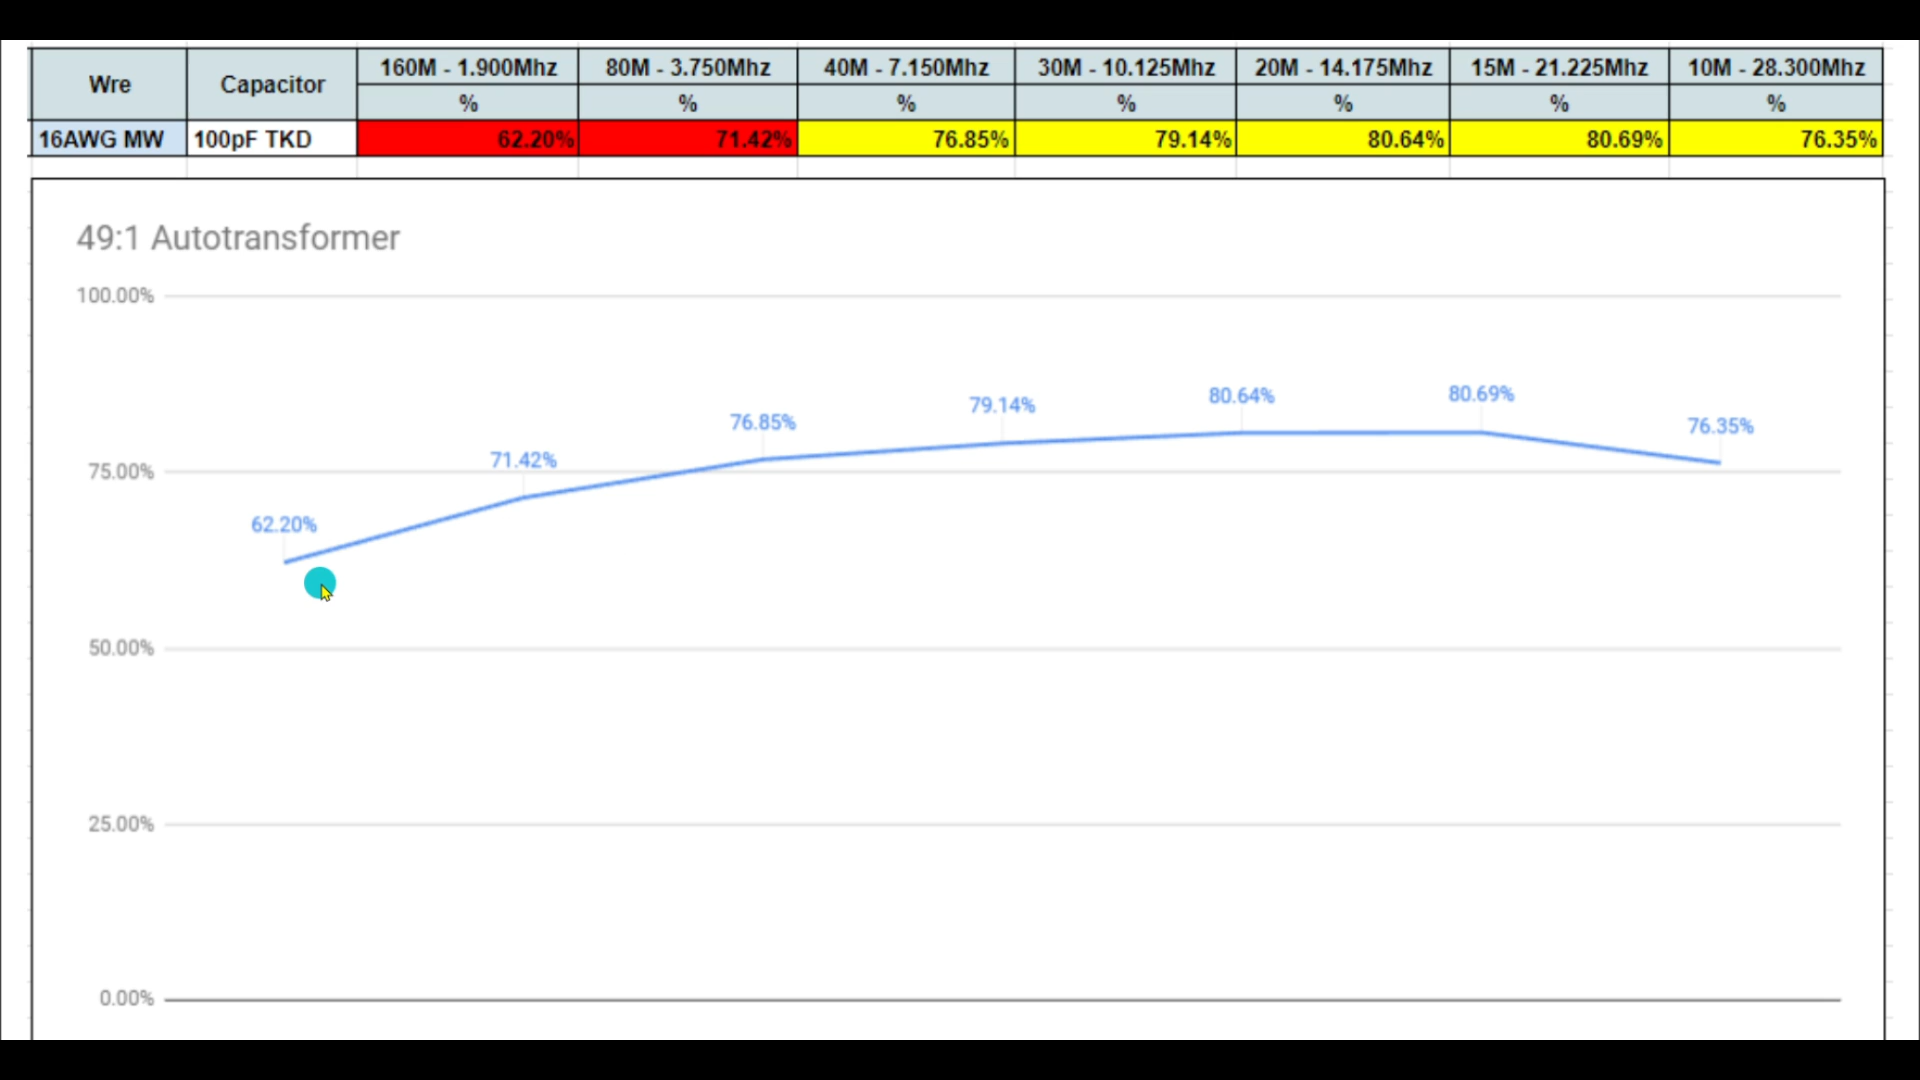 Wre Capacitor 160M - 1.900Mhz 80M - 3.750Mhz 40M - 7.150Mhz 30M - 10.125Mhz 20M - 14.175Mhz 15M - 21.225Mhz 10M - 28.300Mhz
% % % % % % %
16AWG MW 100pF TKD 62.20% 71.42% 76.85% 79.14% 80.64% 80.69% 76.35%
49:1 Autotransformer
100.00%
62.20% 71.42% 76.85% 79.14% 80.64% 80.69% 76.35%
75.00%
50.00%
25.00%
0.00%